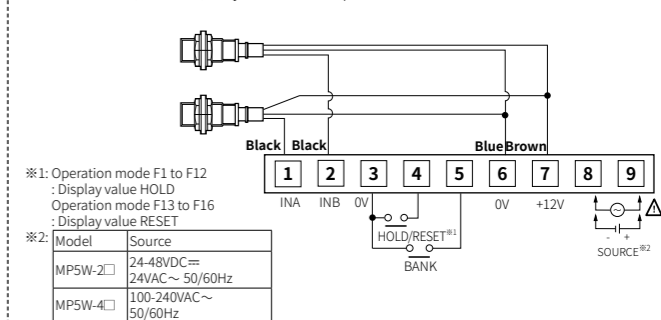 Black Black
Blue Brown
1 2 3 4 5 6 7 8 9
INA INB 0V 0V +12V
HOLD/RESET※1
BANK
- +
SOURCE※2
※1: Operation mode F1 to F12
: Display value HOLD
Operation mode F13 to F16
: Display value RESET
※2:
Model Source
MP5W-2□ 24-48VDC⎓
24VAC～ 50/60Hz
MP5W-4□ 100-240VAC～
50/60Hz